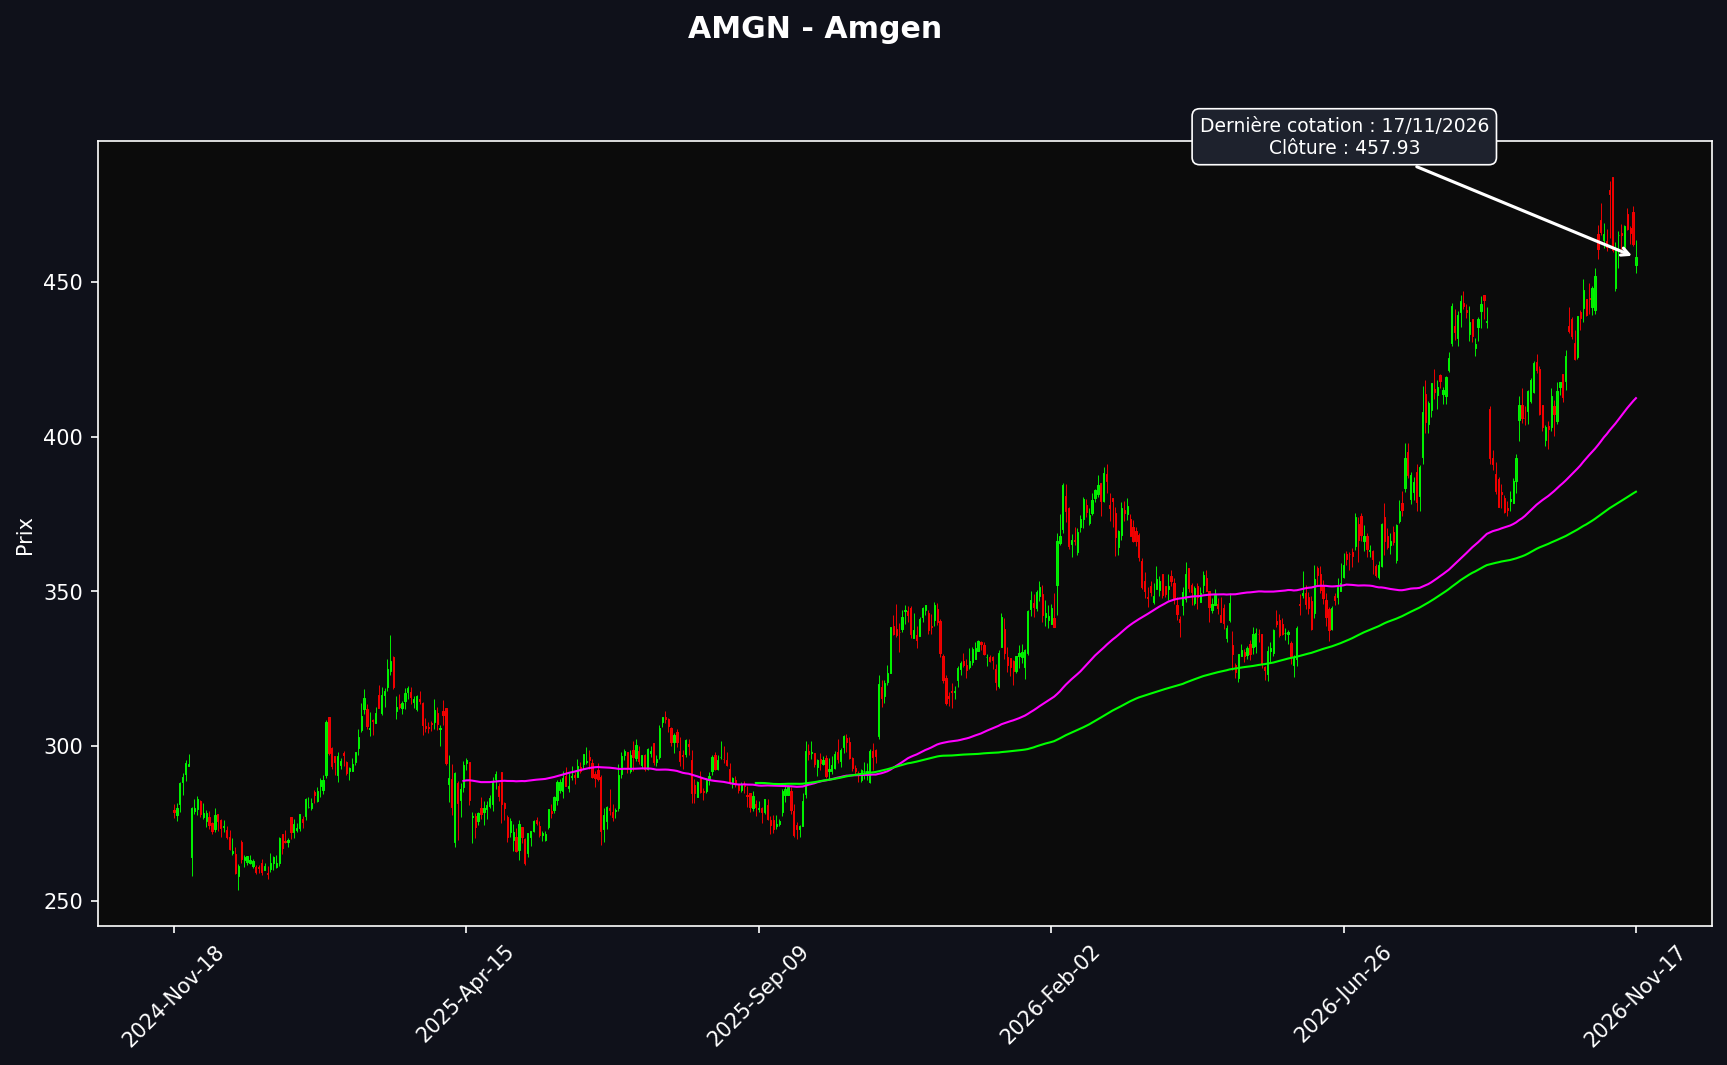 AMGN - Amgen
Dernière cotation : 17/11/2026
Clôture : 457.93
Prix
450
400
350
300
250
2024-Nov-18
2025-Apr-15
2025-Sep-09
2026-Feb-02
2026-Jun-26
2026-Nov-17